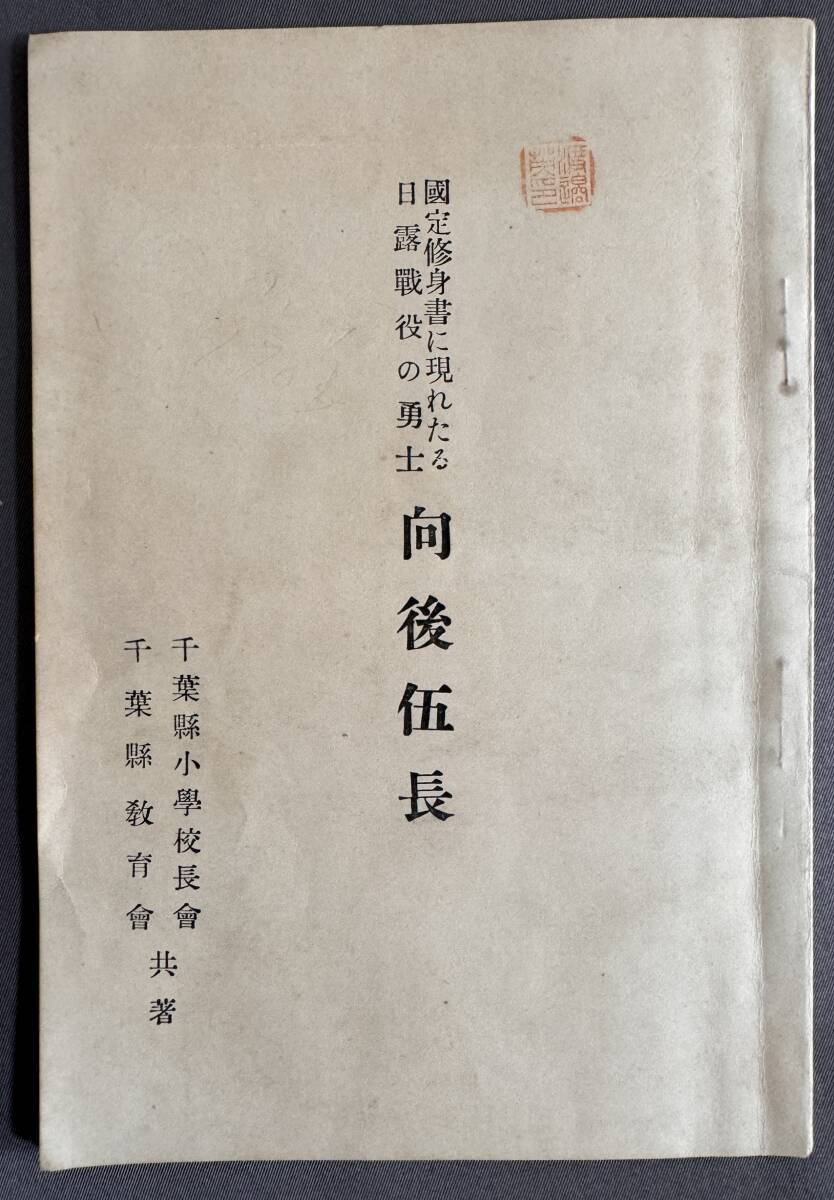 國定修身書に現れたる
日露戰役の勇士
向後伍長
千葉縣小學校長會
千葉縣教育會
共著